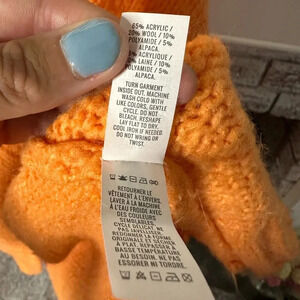 65% ACRYLIC /
20% WOOL / 10%
POLYAMIDE / 5%
ALPACA.
65% ACRYLIQUE /
20% LAINE / 10%
POLYAMIDE / 5%
ALPACA.
TURN GARMENT
INSIDE OUT. MACHINE
WASH COLD WITH
LIKE COLORS, GENTLE
CYCLE. DO NOT
BLEACH. RESHAPE
LAY FLAT TO DRY.
COOL IRON IF NEEDED
DO NOT WRING OR
TWIST.
RETOURNER LE
VÊTEMENT À L'ENVERS.
LAVER À LA MACHINE
À L'EAU FROIDE AVEC
DES COULEURS
SEMBLABLES,
CYCLE DÉLICAT. NE
PAS JAVELLISER.
REDONNER LA FORME
ORIGINALE ET SÉCHER
À PLAT. REPASSER À
BASSE TEMPÉRATURE
AU BESOIN. NE PAS
ESSORER NI TORDRE.